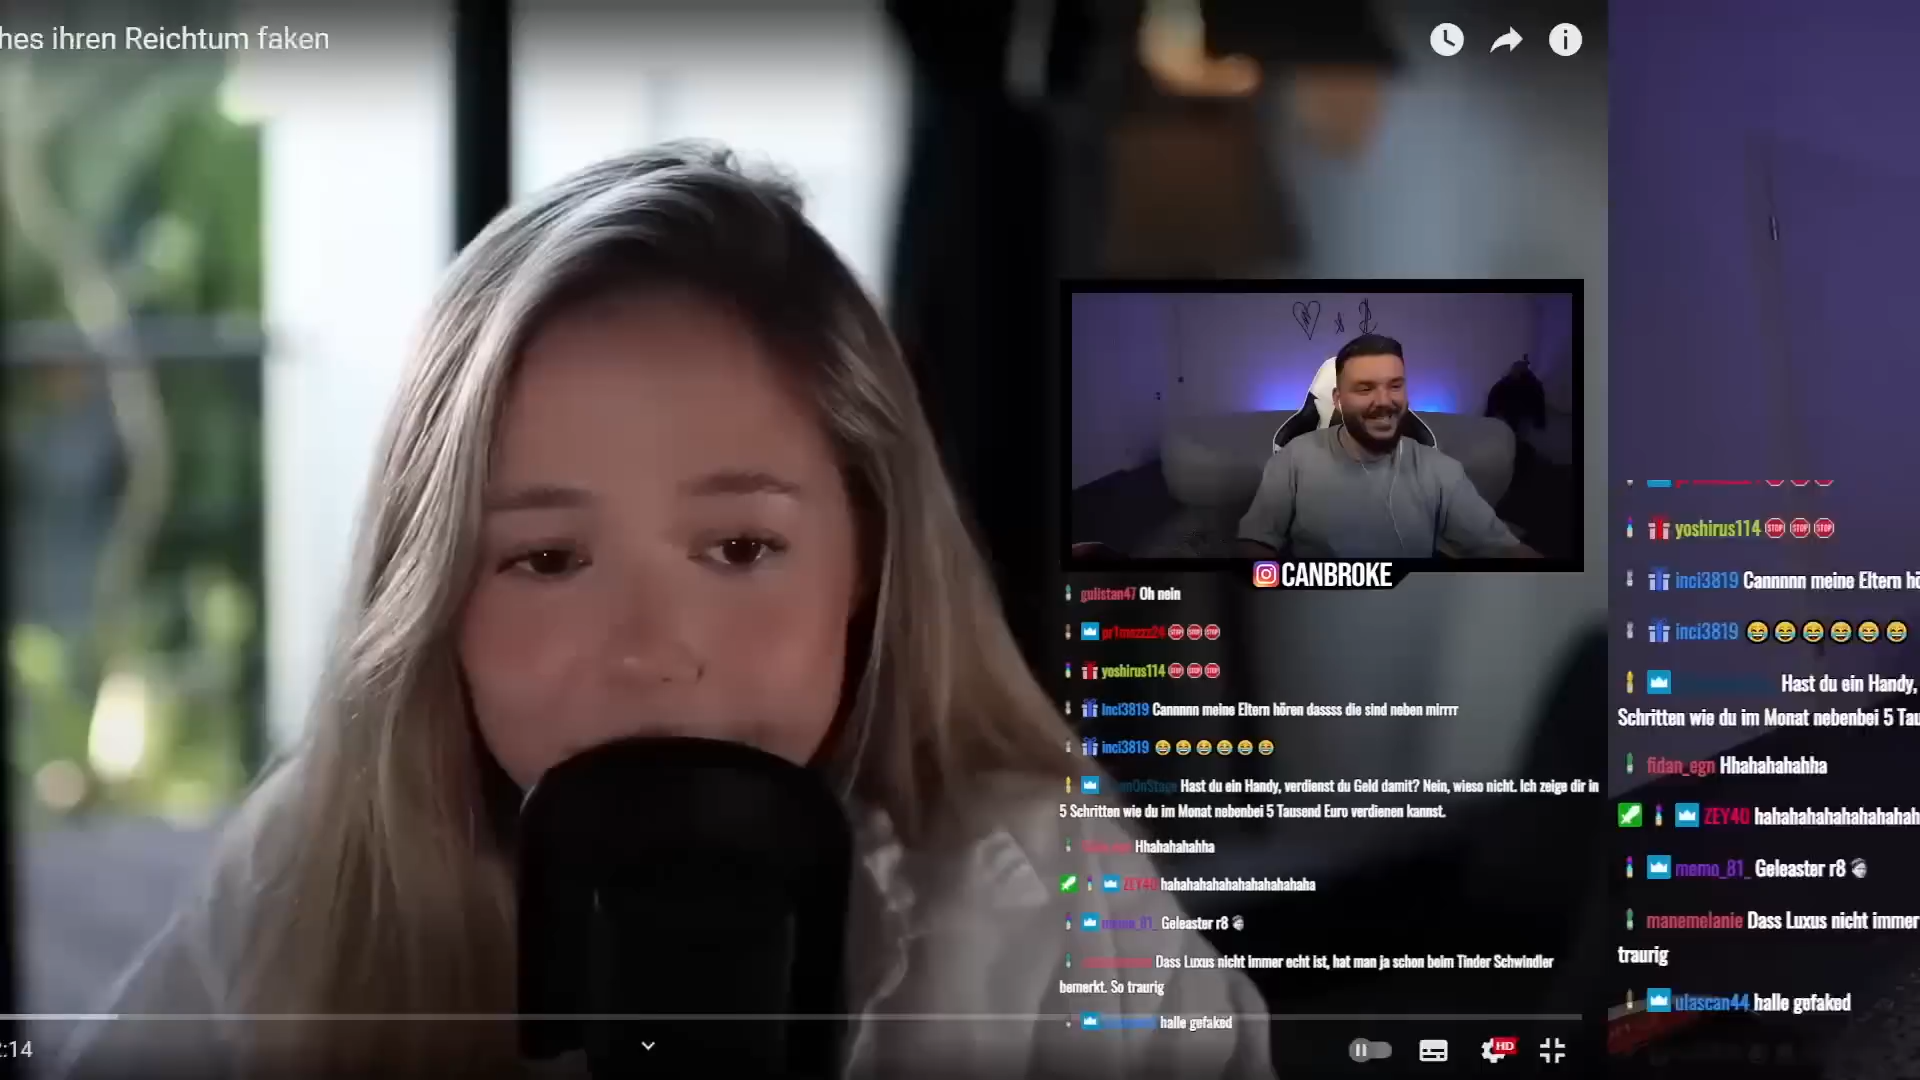 hes ihren Reichtum faken
CANBROKE
gulistan47 Oh nein
pr1mozzz24
yoshirus114
inci3819 Cannnnn meine Eltern hören dassss die sind neben mirrrr
inci3819
Hast du ein Handy, verdienst du Geld damit? Nein, wieso nicht. Ich zeige dir in
5 Schritten wie du im Monat nebenbei 5 Tausend Euro verdienen kannst.
Hhahahahahha
ZEY40 hahahahahahahahahahaha
memo_81_ Geleaster r8
Dass Luxus nicht immer echt ist, hat man ja schon beim Tinder Schwindler
bemerkt. So traurig
halle gefaked
:14
HD
yoshirus114
inci3819 Cannnnn meine Eltern hö
inci3819
Hast du ein Handy,
Schritten wie du im Monat nebenbei 5 Tau
fidan_egn Hhahahahahha
ZEY40 hahahahahahahahah
memo_81_ Geleaster r8
manemelanie Dass Luxus nicht immer
traurig
ulascan44 halle gefaked